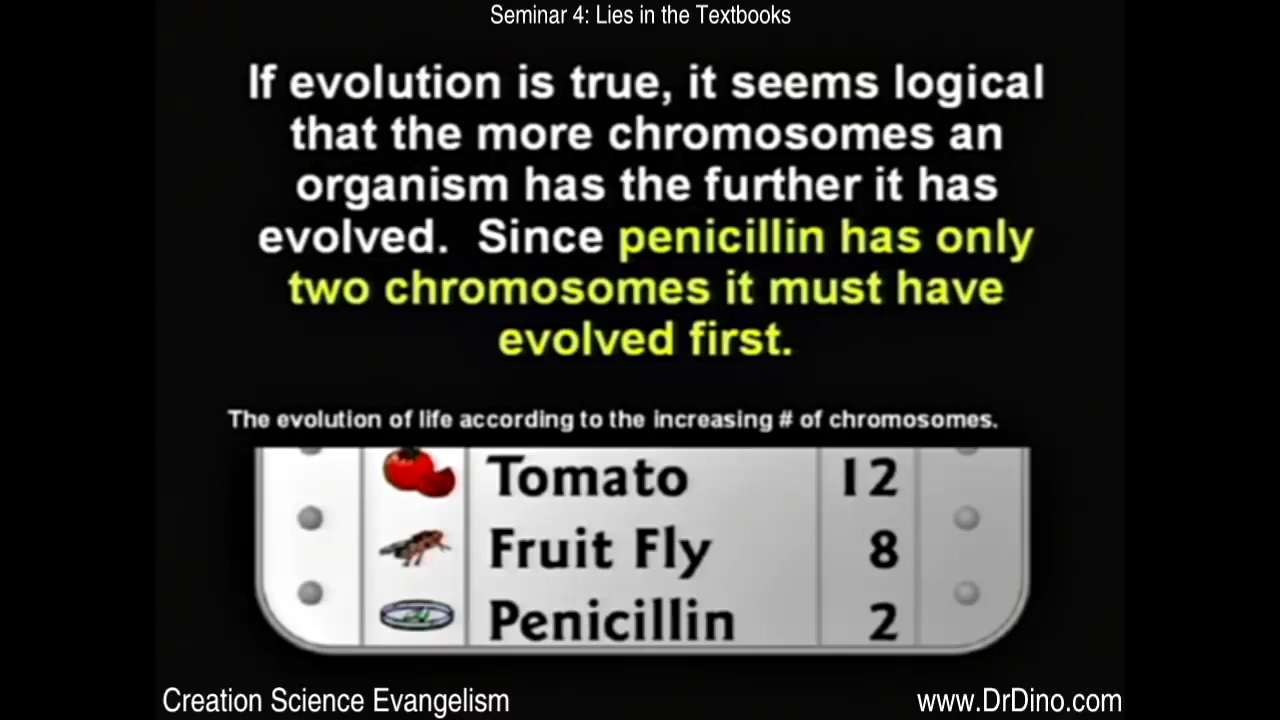 Seminar 4: Lies in the Textbooks
If evolution is true, it seems logical
that the more chromosomes an
organism has the further it has
evolved. Since penicillin has only
two chromosomes it must have
evolved first.
The evolution of life according to the increasing # of chromosomes.
Tomato 12
Fruit Fly 8
Penicillin 2
Creation Science Evangelism www.DrDino.com